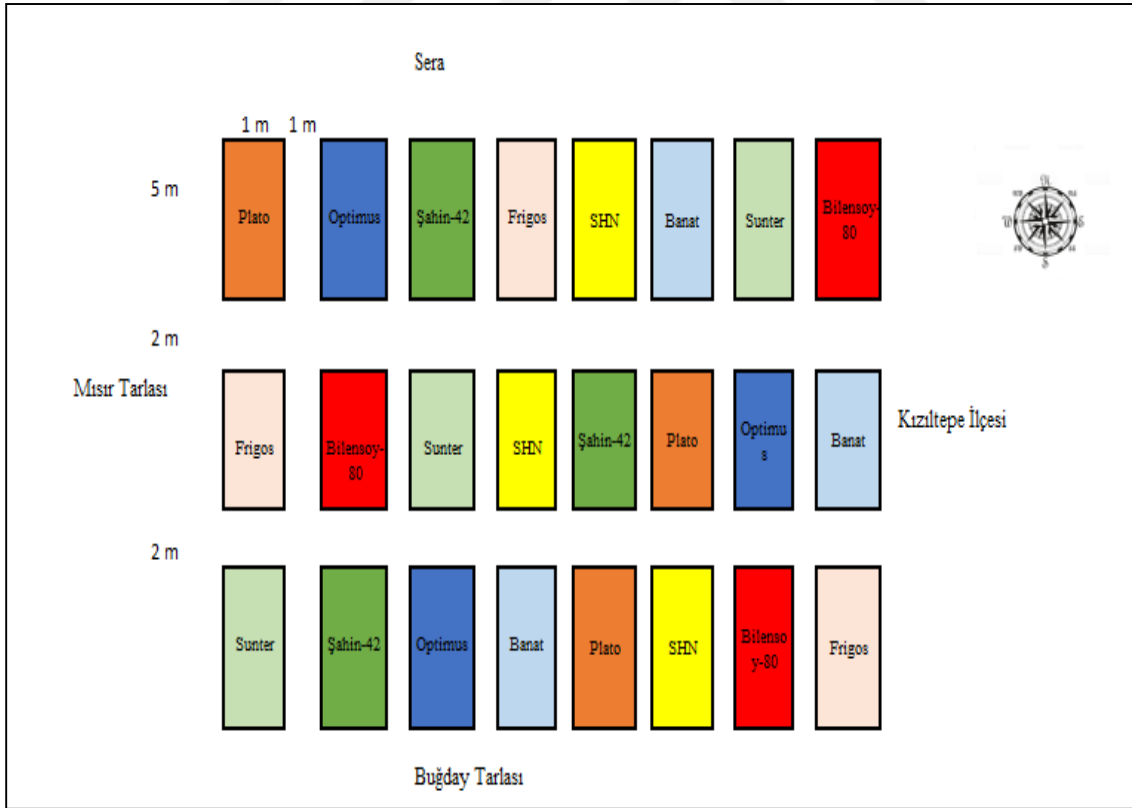 Sera
1 m 1 m
5 m
Plato Optimus Şahin-42 Frigos SHN Banat Sunter Bilensoy-
80
N
W
S
2 m
Mısır Tarlası
Kızıltepe İlçesi
Frigos Bilensoy-
80 Sunter SHN Şahin-42 Plato Optimu
s Banat
2 m
Sunter Şahin-42 Optimus Banat Plato SHN Bilenso
y-80 Frigos
Buğday Tarlası